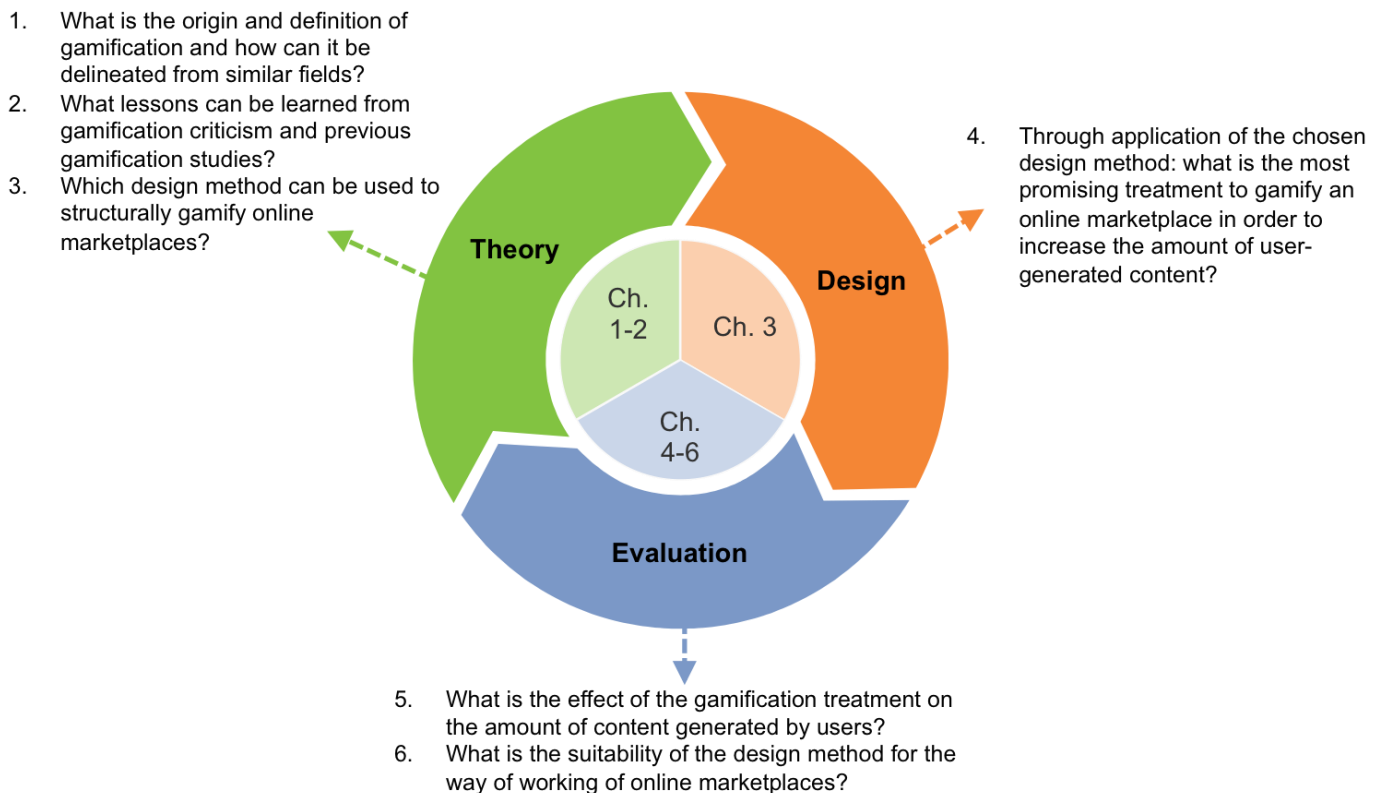 1. What is the origin and definition of
gamification and how can it be
delineated from similar fields?
2. What lessons can be learned from
gamification criticism and previous
gamification studies?
3. Which design method can be used to
structurally gamify online
marketplaces?
4. Through application of the chosen
design method: what is the most
promising treatment to gamify an
online marketplace in order to
increase the amount of user-
generated content?
Theory
Design
Ch.
1-2
Ch. 3
Ch.
4-6
Evaluation
5. What is the effect of the gamification treatment on
the amount of content generated by users?
6. What is the suitability of the design method for the
way of working of online marketplaces?